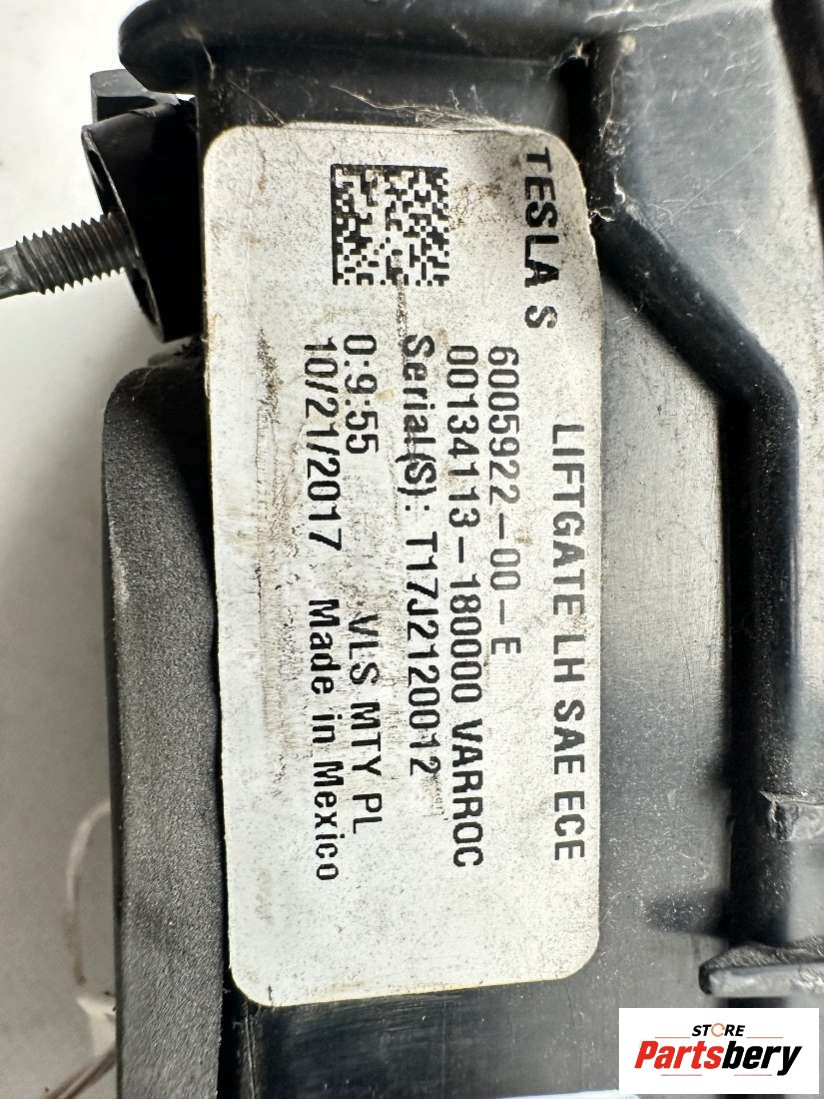 TESLA S LIFTGATE LH SAE ECE
6005922-00-E
00134113-180000 VARROC
Serial(S): T17J2120012
0:9:55 VLS MTY PL
10/21/2017 Made in Mexico
STORE
Partsbery